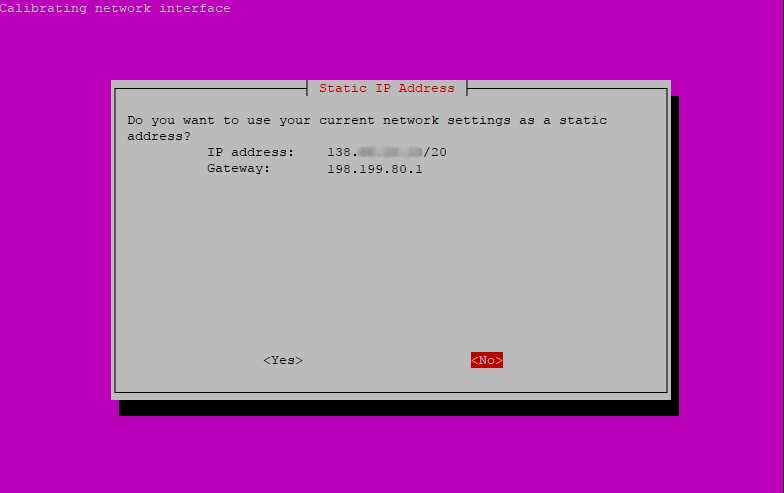 Calibrating network interface
Static IP Address
Do you want to use your current network settings as a static
address?
IP address: 138. /20
Gateway: 198.199.80.1
<Yes> <No>